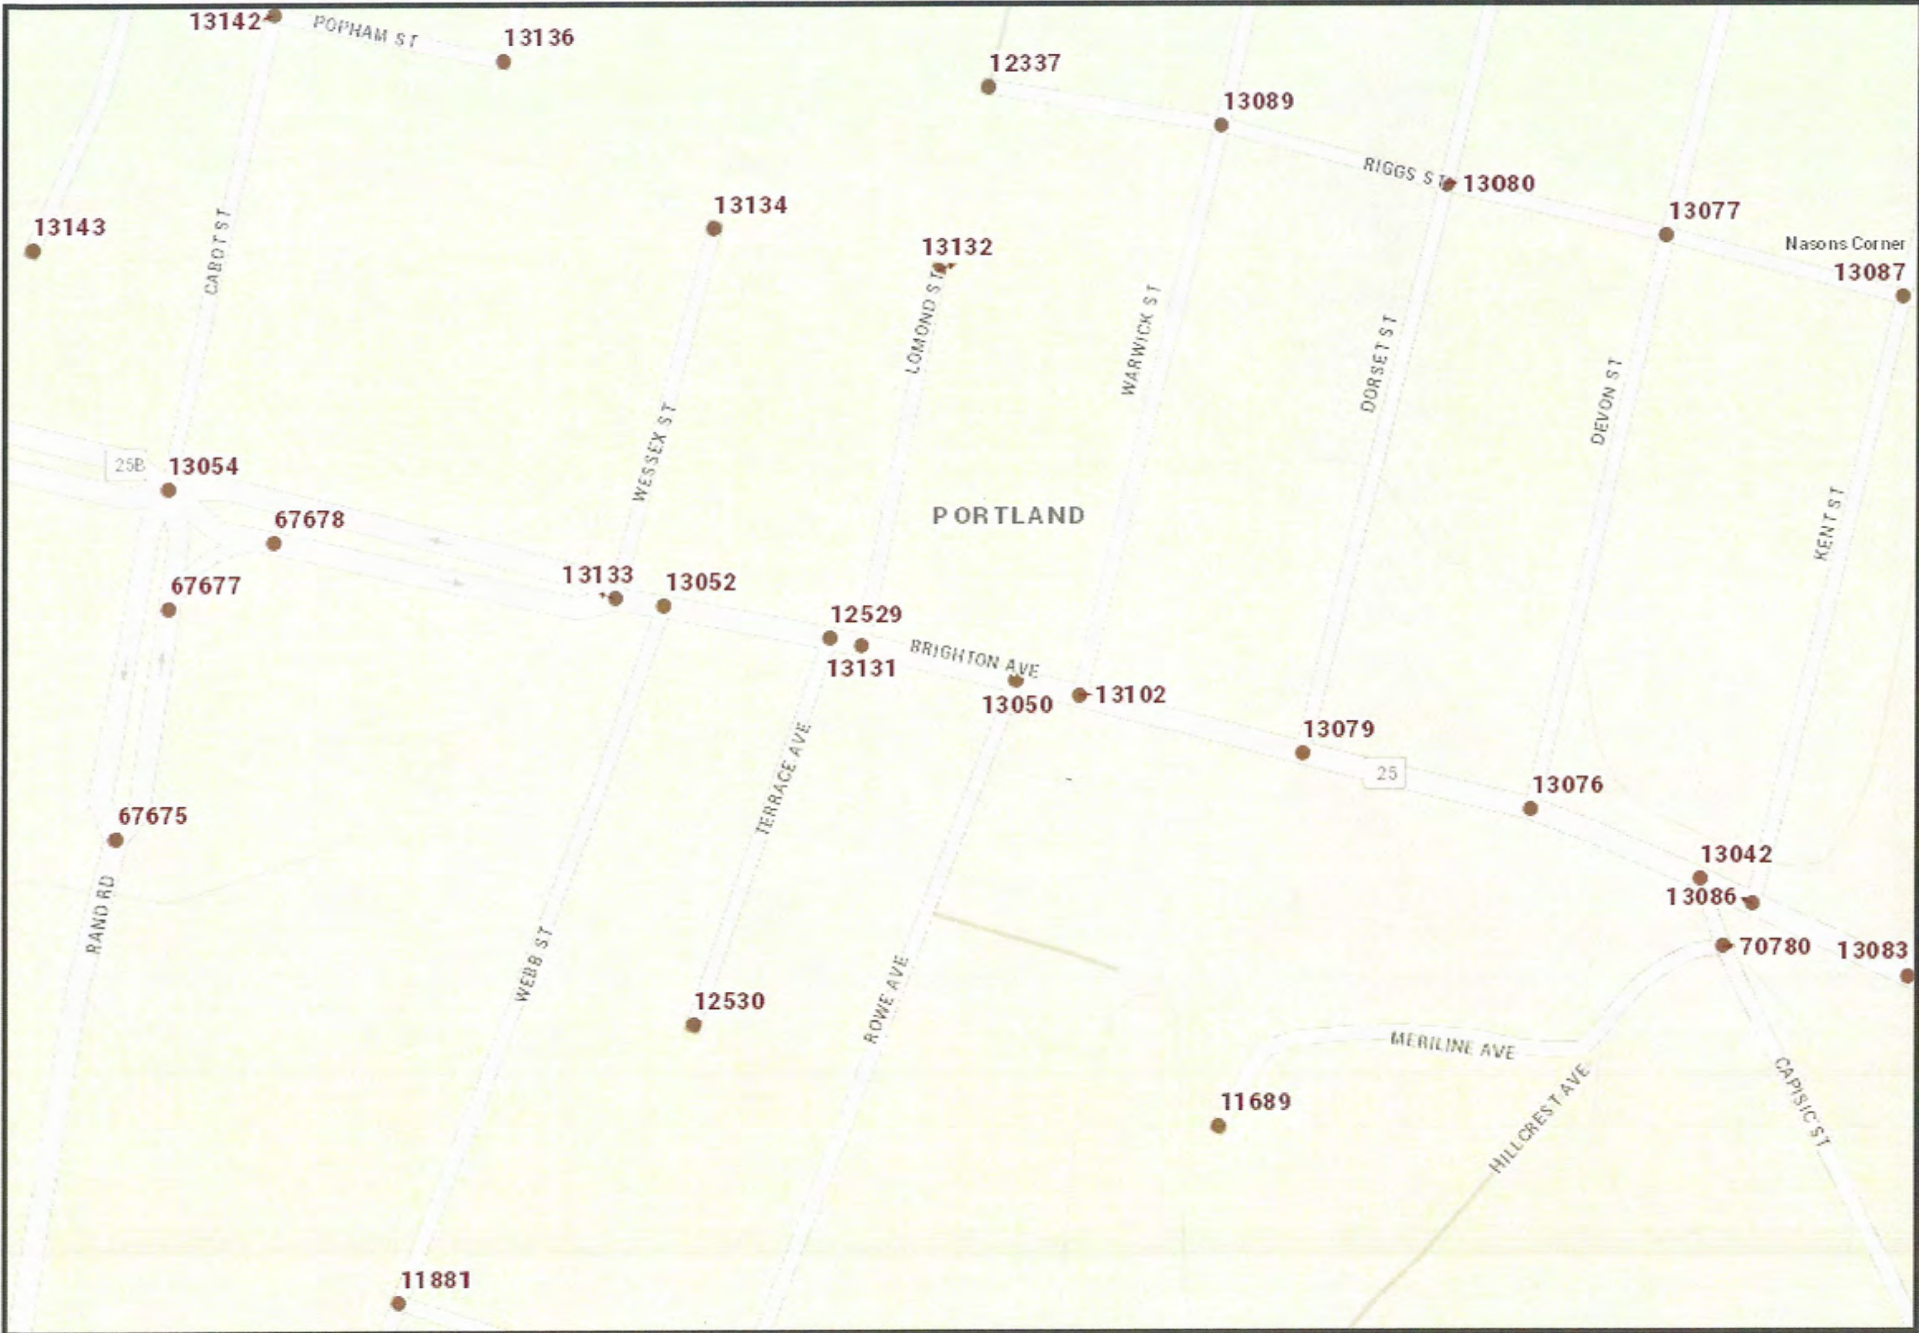 13142
POPHAM ST
13136
12337
13089
RIGGS ST
13080
13143
CABOT ST
13134
13132
13077
Nasons Corner
13087
LOMOND ST
WARWICK ST
DORSET ST
DEVON ST
WESSEX ST
KENT ST
25B
13054
PORTLAND
67678
13133
13052
67677
12529
13131
BRIGHTON AVE
13050
13102
13079
25
13076
TERRACE AVE
67675
13042
13086
RAND RD
WEBB ST
70780
13083
12530
ROWE AVE
MERILINE AVE
11689
HILLCREST AVE
CAPISIC ST
11881